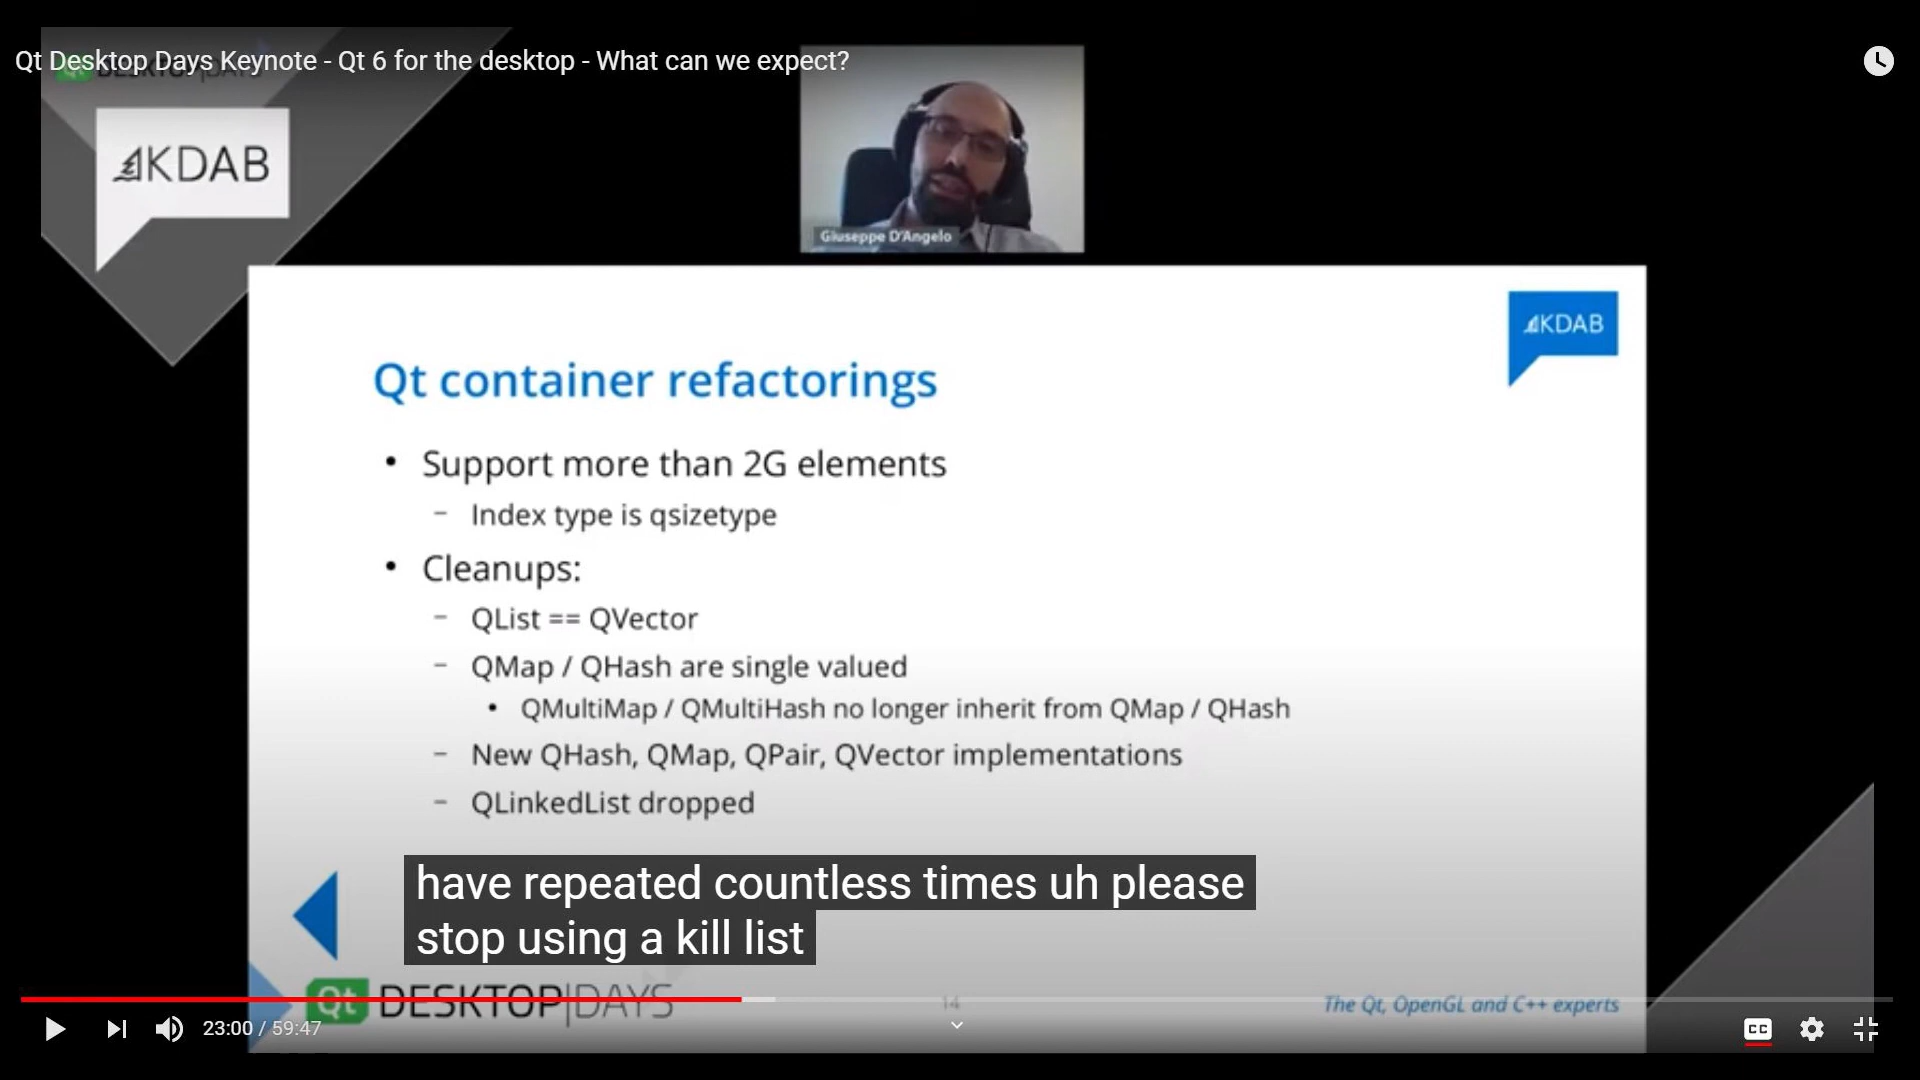 Qt Desktop Days Keynote - Qt 6 for the desktop - What can we expect?
KDAB
Giuseppe D'Angelo
KDAB
Qt container refactorings
• Support more than 2G elements
– Index type is qsizetype
• Cleanups:
– QList == QVector
– QMap / QHash are single valued
• QMultiMap / QMultiHash no longer inherit from QMap / QHash
– New QHash, QMap, QPair, QVector implementations
– QLinkedList dropped
have repeated countless times uh please
stop using a kill list
Qt DESKTOP|DAYS
14
The Qt, OpenGL and C++ experts
23:00 / 59:47
CC